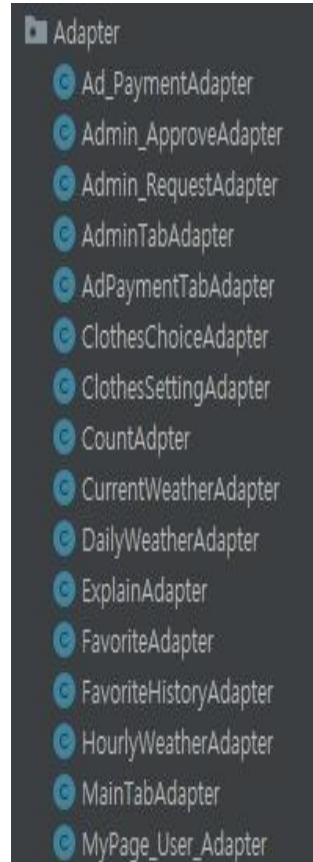 Adapter
Ad_PaymentAdapter
Admin_ApproveAdapter
Admin_RequestAdapter
AdminTabAdapter
AdPaymentTabAdapter
ClothesChoiceAdapter
ClothesSettingAdapter
CountAdpter
CurrentWeatherAdapter
DailyWeatherAdapter
ExplainAdapter
FavoriteAdapter
FavoriteHistoryAdapter
HourlyWeatherAdapter
MainTabAdapter
MyPage_User_Adapter